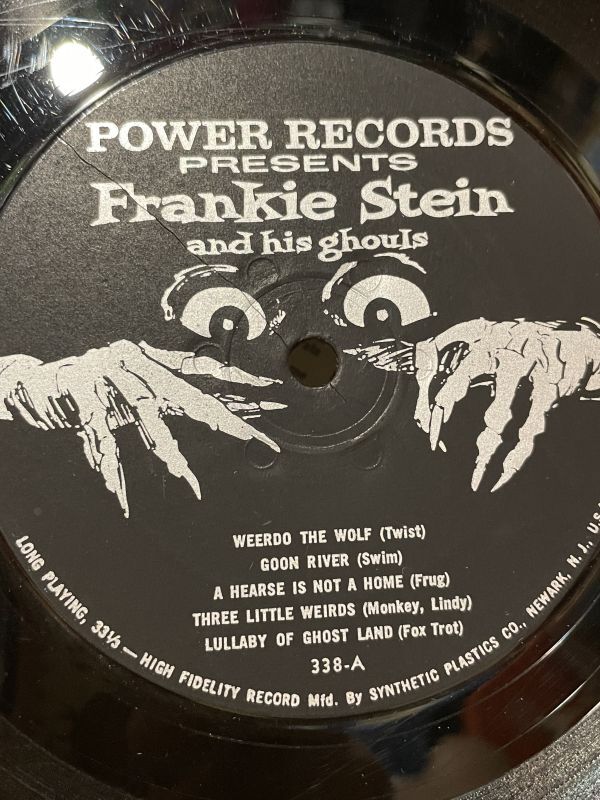 POWER RECORDS
PRESENTS
Frankie Stein
and his ghouls
WEERDO THE WOLF (Twist)
GOON RIVER (Swim)
A HEARSE IS NOT A HOME (Frug)
THREE LITTLE WEIRDS (Monkey, Lindy)
LULLABY OF GHOST LAND (Fox Trot)
338-A
LONG PLAYING, 33⅓ — HIGH FIDELITY RECORD Mfd. By SYNTHETIC PLASTICS CO., NEWARK, N. J., U.S.